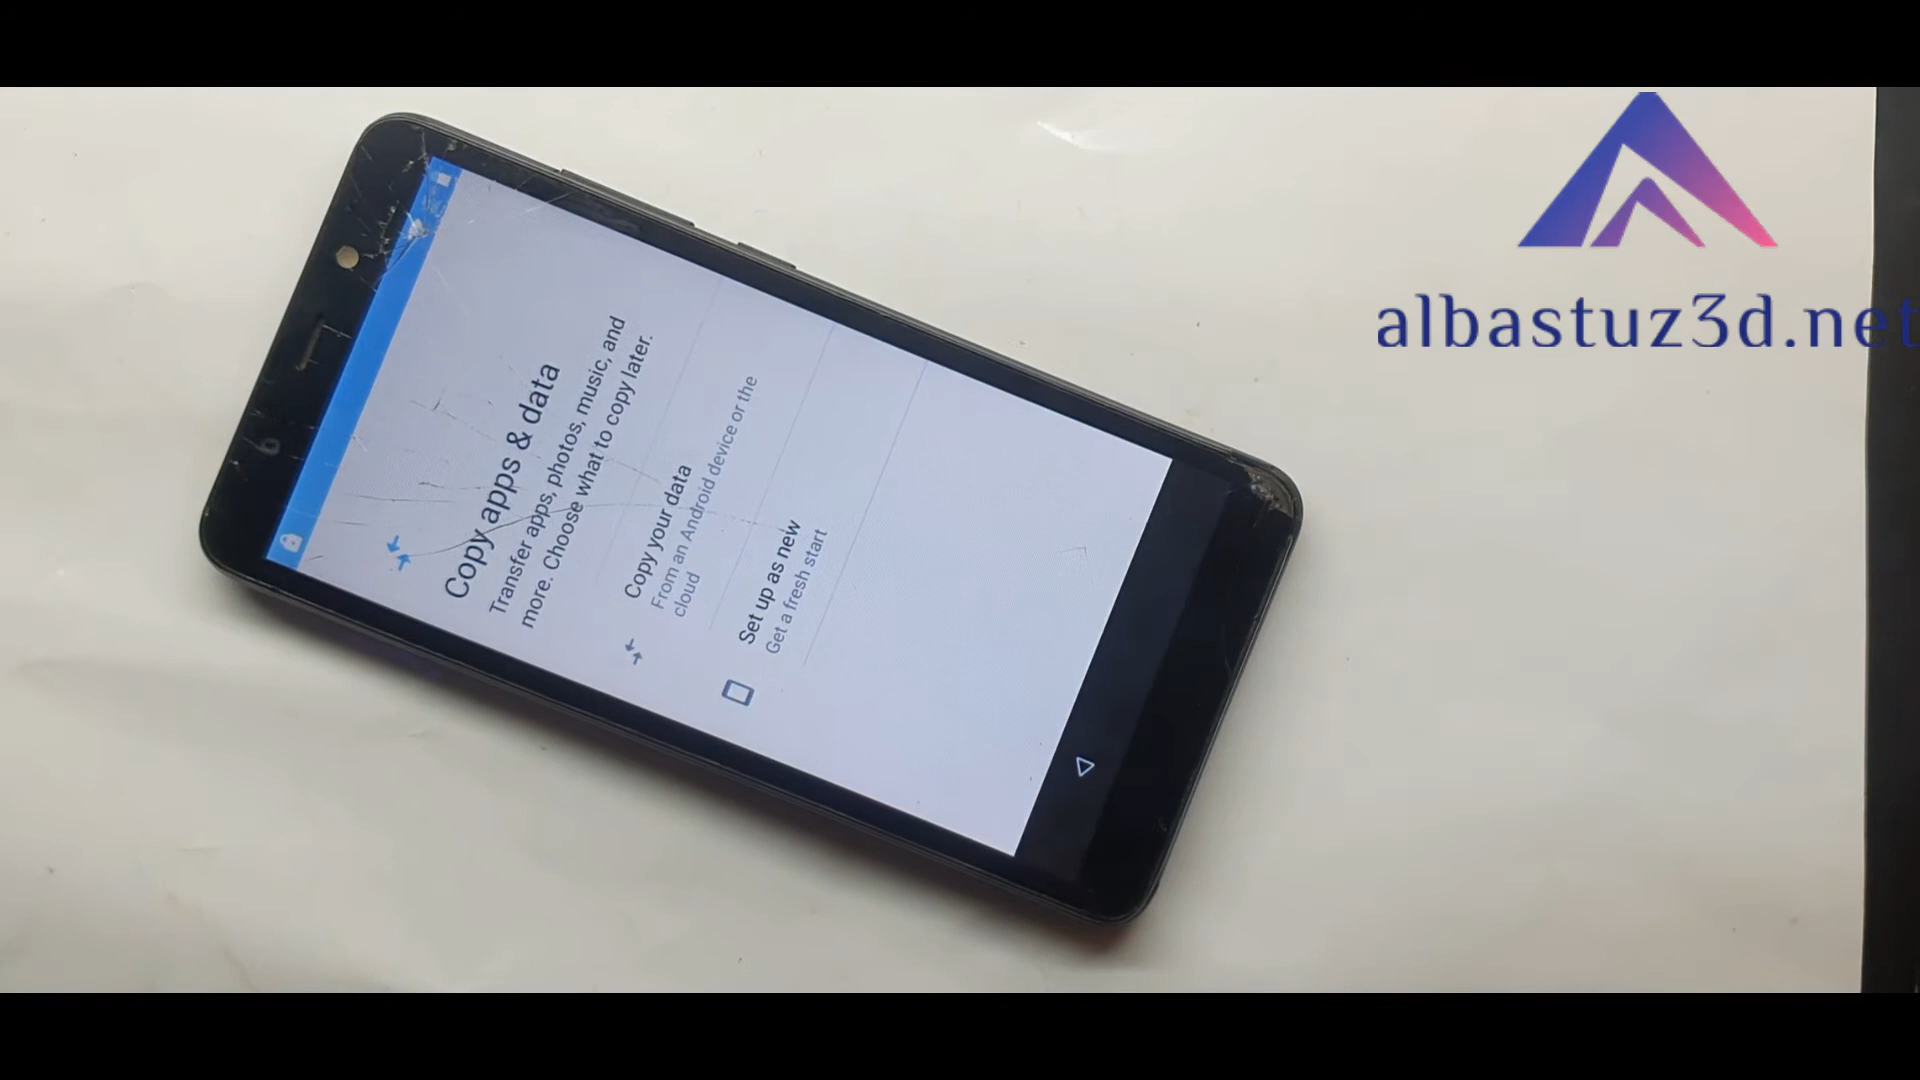 Copy apps & data
Transfer apps, photos, music, and
more. Choose what to copy later.
Copy your data
From an Android device or the
cloud
Set up as new
Get a fresh start
albastuz3d.net